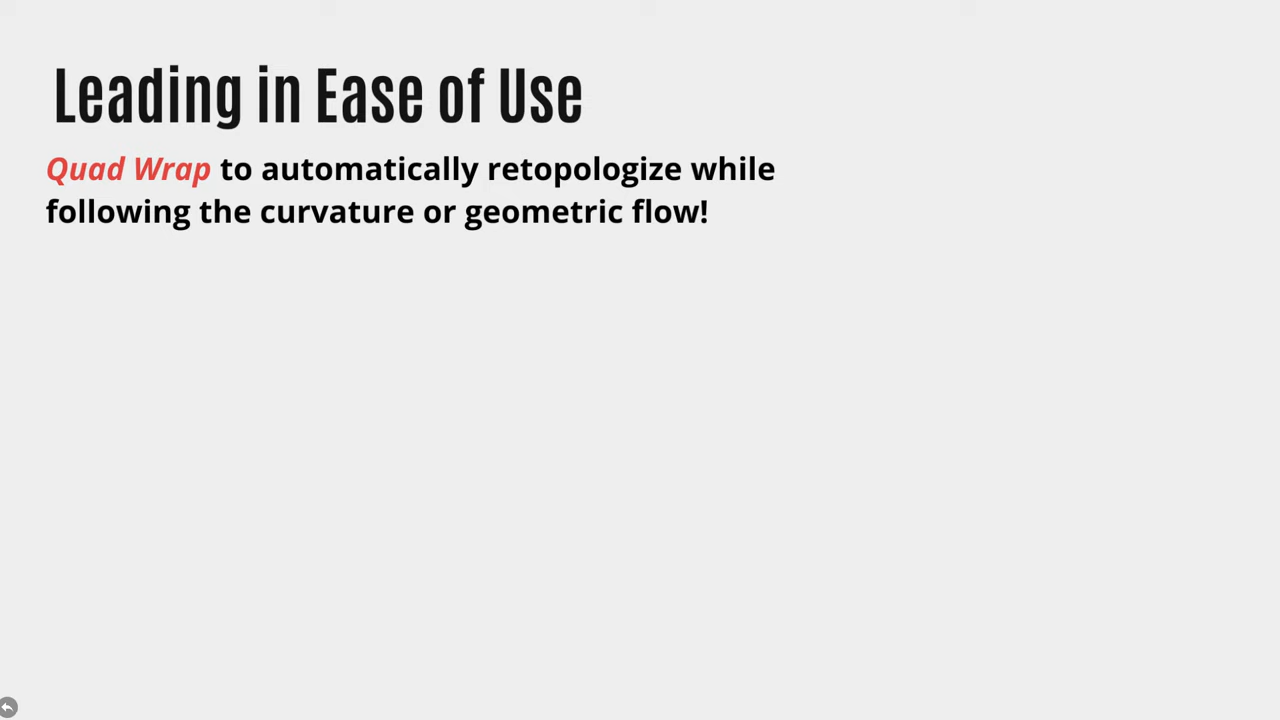 Leading in Ease of Use
Quad Wrap to automatically retopologize while
following the curvature or geometric flow!